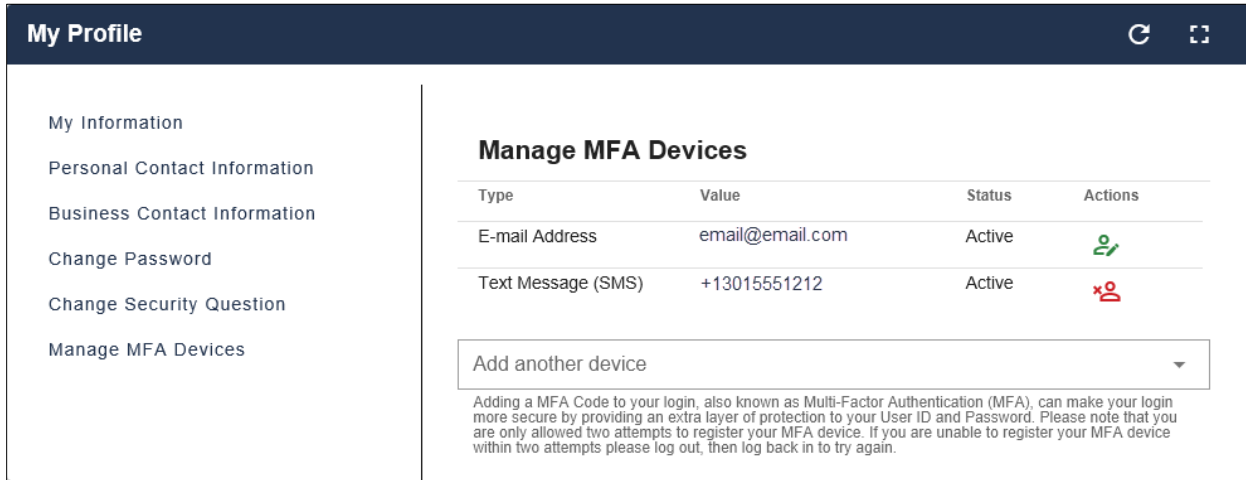 My Profile
My Information
Personal Contact Information
Business Contact Information
Change Password
Change Security Question
Manage MFA Devices
Manage MFA Devices
Type Value Status Actions
E-mail Address email@email.com Active
Text Message (SMS) +13015551212 Active
Add another device
Adding a MFA Code to your login, also known as Multi-Factor Authentication (MFA), can make your login
more secure by providing an extra layer of protection to your User ID and Password. Please note that you
are only allowed two attempts to register your MFA device. If you are unable to register your MFA device
within two attempts please log out, then log back in to try again.